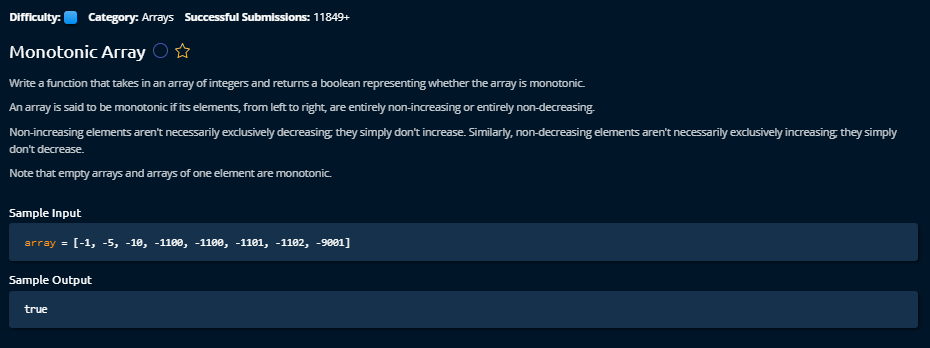 Difficulty: Category: Arrays Successful Submissions: 11849+
Monotonic Array
Write a function that takes in an array of integers and returns a boolean representing whether the array is monotonic.
An array is said to be monotonic if its elements, from left to right, are entirely non-increasing or entirely non-decreasing.
Non-increasing elements aren't necessarily exclusively decreasing; they simply don't increase. Similarly, non-decreasing elements aren't necessarily exclusively increasing; they simply
don't decrease.
Note that empty arrays and arrays of one element are monotonic.
Sample Input
array = [-1, -5, -10, -1100, -1100, -1101, -1102, -9001]
Sample Output
true